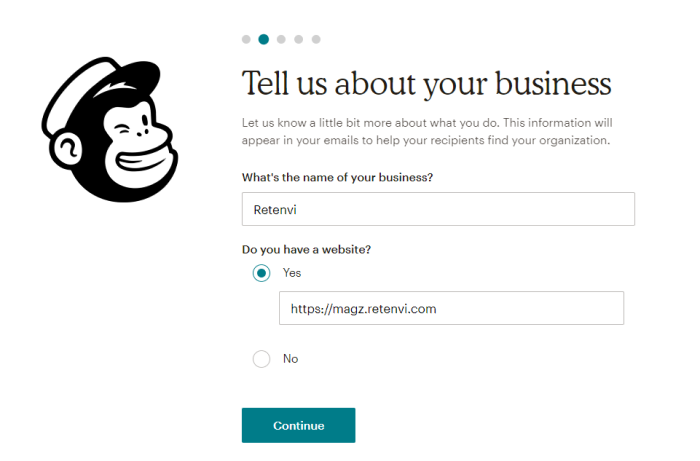 Tell us about your business
Let us know a little bit more about what you do. This information will
appear in your emails to help your recipients find your organization.
What's the name of your business?
Retenvi
Do you have a website?
Yes
https://magz.retenvi.com
No
Continue